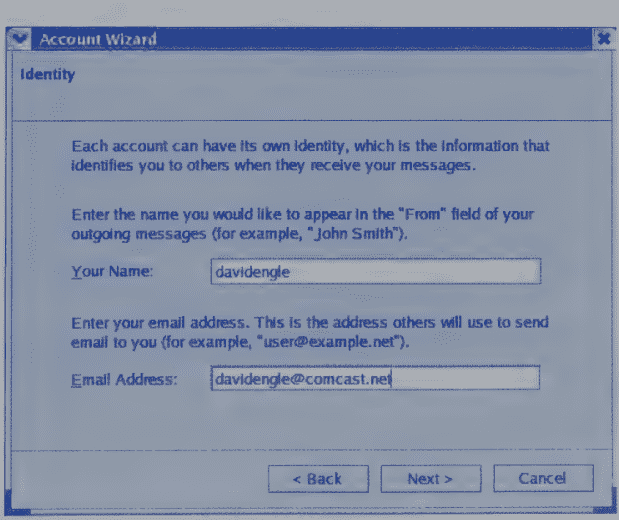 Account Wizard
Identity
Each account can have its own identity, which is the information that
identifies you to others when they receive your messages.
Enter the name you would like to appear in the "From" field of your
outgoing messages (for example, "John Smith").
Your Name: davidengle
Enter your email address. This is the address others will use to send
email to you (for example, "user@example.net").
Email Address: davidengle@comcast.net
< Back Next > Cancel